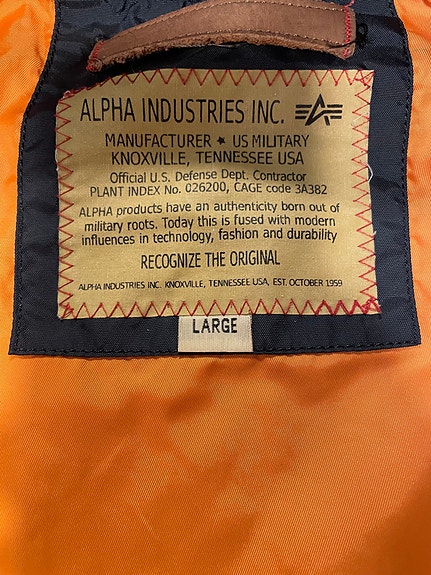 ALPHA INDUSTRIES INC.
MANUFACTURER ★ US MILITARY
KNOXVILLE, TENNESSEE USA
Official U.S. Defense Dept. Contractor
PLANT INDEX No. 026200, CAGE code 3A382
ALPHA products have an authenticity born out of
military roots. Today this is fused with modern
influences in technology, fashion and durability
RECOGNIZE THE ORIGINAL
ALPHA INDUSTRIES INC. KNOXVILLE, TENNESSEE USA, EST. OCTOBER 1959
LARGE